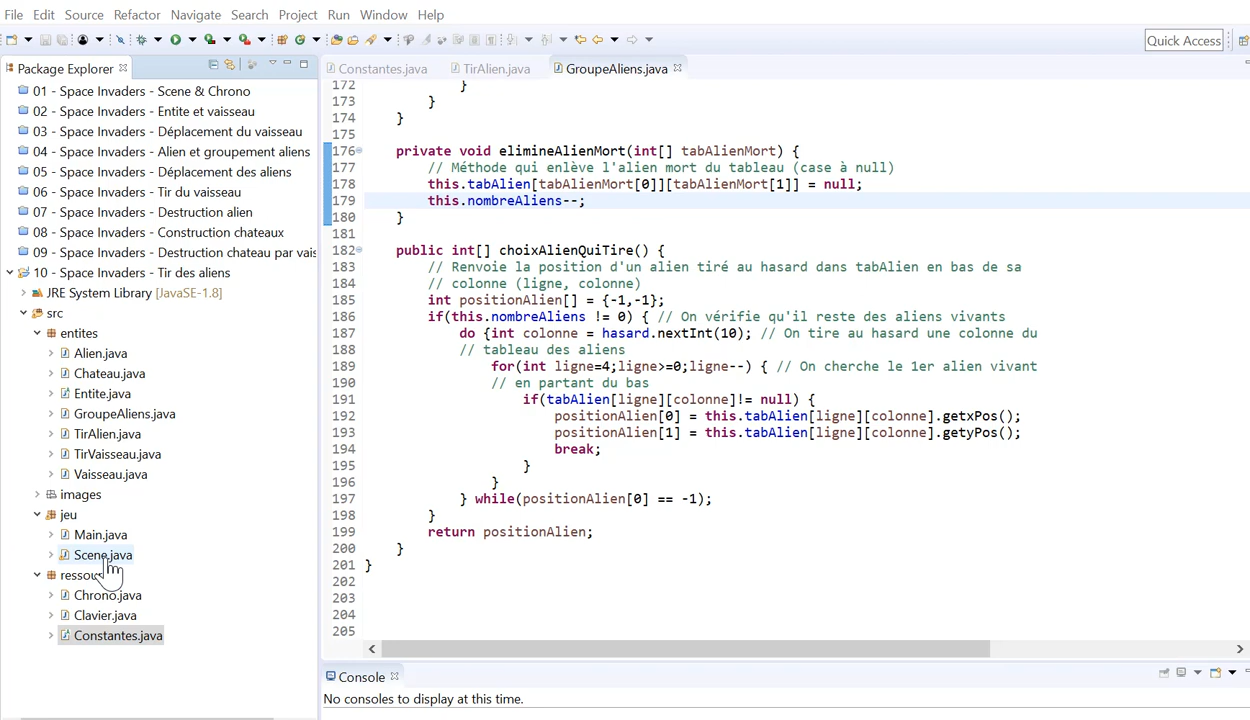 File Edit Source Refactor Navigate Search Project Run Window Help
Quick Access
Package Explorer
01 - Space Invaders - Scene & Chrono
02 - Space Invaders - Entite et vaisseau
03 - Space Invaders - Déplacement du vaisseau
04 - Space Invaders - Alien et groupement aliens
05 - Space Invaders - Déplacement des aliens
06 - Space Invaders - Tir du vaisseau
07 - Space Invaders - Destruction alien
08 - Space Invaders - Construction chateaux
09 - Space Invaders - Destruction chateau par vais
10 - Space Invaders - Tir des aliens
JRE System Library [JavaSE-1.8]
src
entites
Alien.java
Chateau.java
Entite.java
GroupeAliens.java
TirAlien.java
TirVaisseau.java
Vaisseau.java
images
jeu
Main.java
Scene.java
ressou
Chrono.java
Clavier.java
Constantes.java
Constantes.java TirAlien.java GroupeAliens.java
172 }
173 }
174 }
175
176 private void elimineAlienMort(int[] tabAlienMort) {
177 // Méthode qui enlève l'alien mort du tableau (case à null)
178 this.tabAlien[tabAlienMort[0]][tabAlienMort[1]] = null;
179 this.nombreAliens--;
180 }
181
182 public int[] choixAlienQuiTire() {
183 // Renvoie la position d'un alien tiré au hasard dans tabAlien en bas de sa
184 // colonne (ligne, colonne)
185 int positionAlien[] = {-1,-1};
186 if(this.nombreAliens != 0) { // On vérifie qu'il reste des aliens vivants
187 do {int colonne = hasard.nextInt(10); // On tire au hasard une colonne du
188 // tableau des aliens
189 for(int ligne=4;ligne>=0;ligne--) { // On cherche le 1er alien vivant
190 // en partant du bas
191 if(tabAlien[ligne][colonne]!= null) {
192 positionAlien[0] = this.tabAlien[ligne][colonne].getxPos();
193 positionAlien[1] = this.tabAlien[ligne][colonne].getyPos();
194 break;
195 }
196 }
197 } while(positionAlien[0] == -1);
198 }
199 return positionAlien;
200 }
201 }
202
203
204
205
Console
No consoles to display at this time.